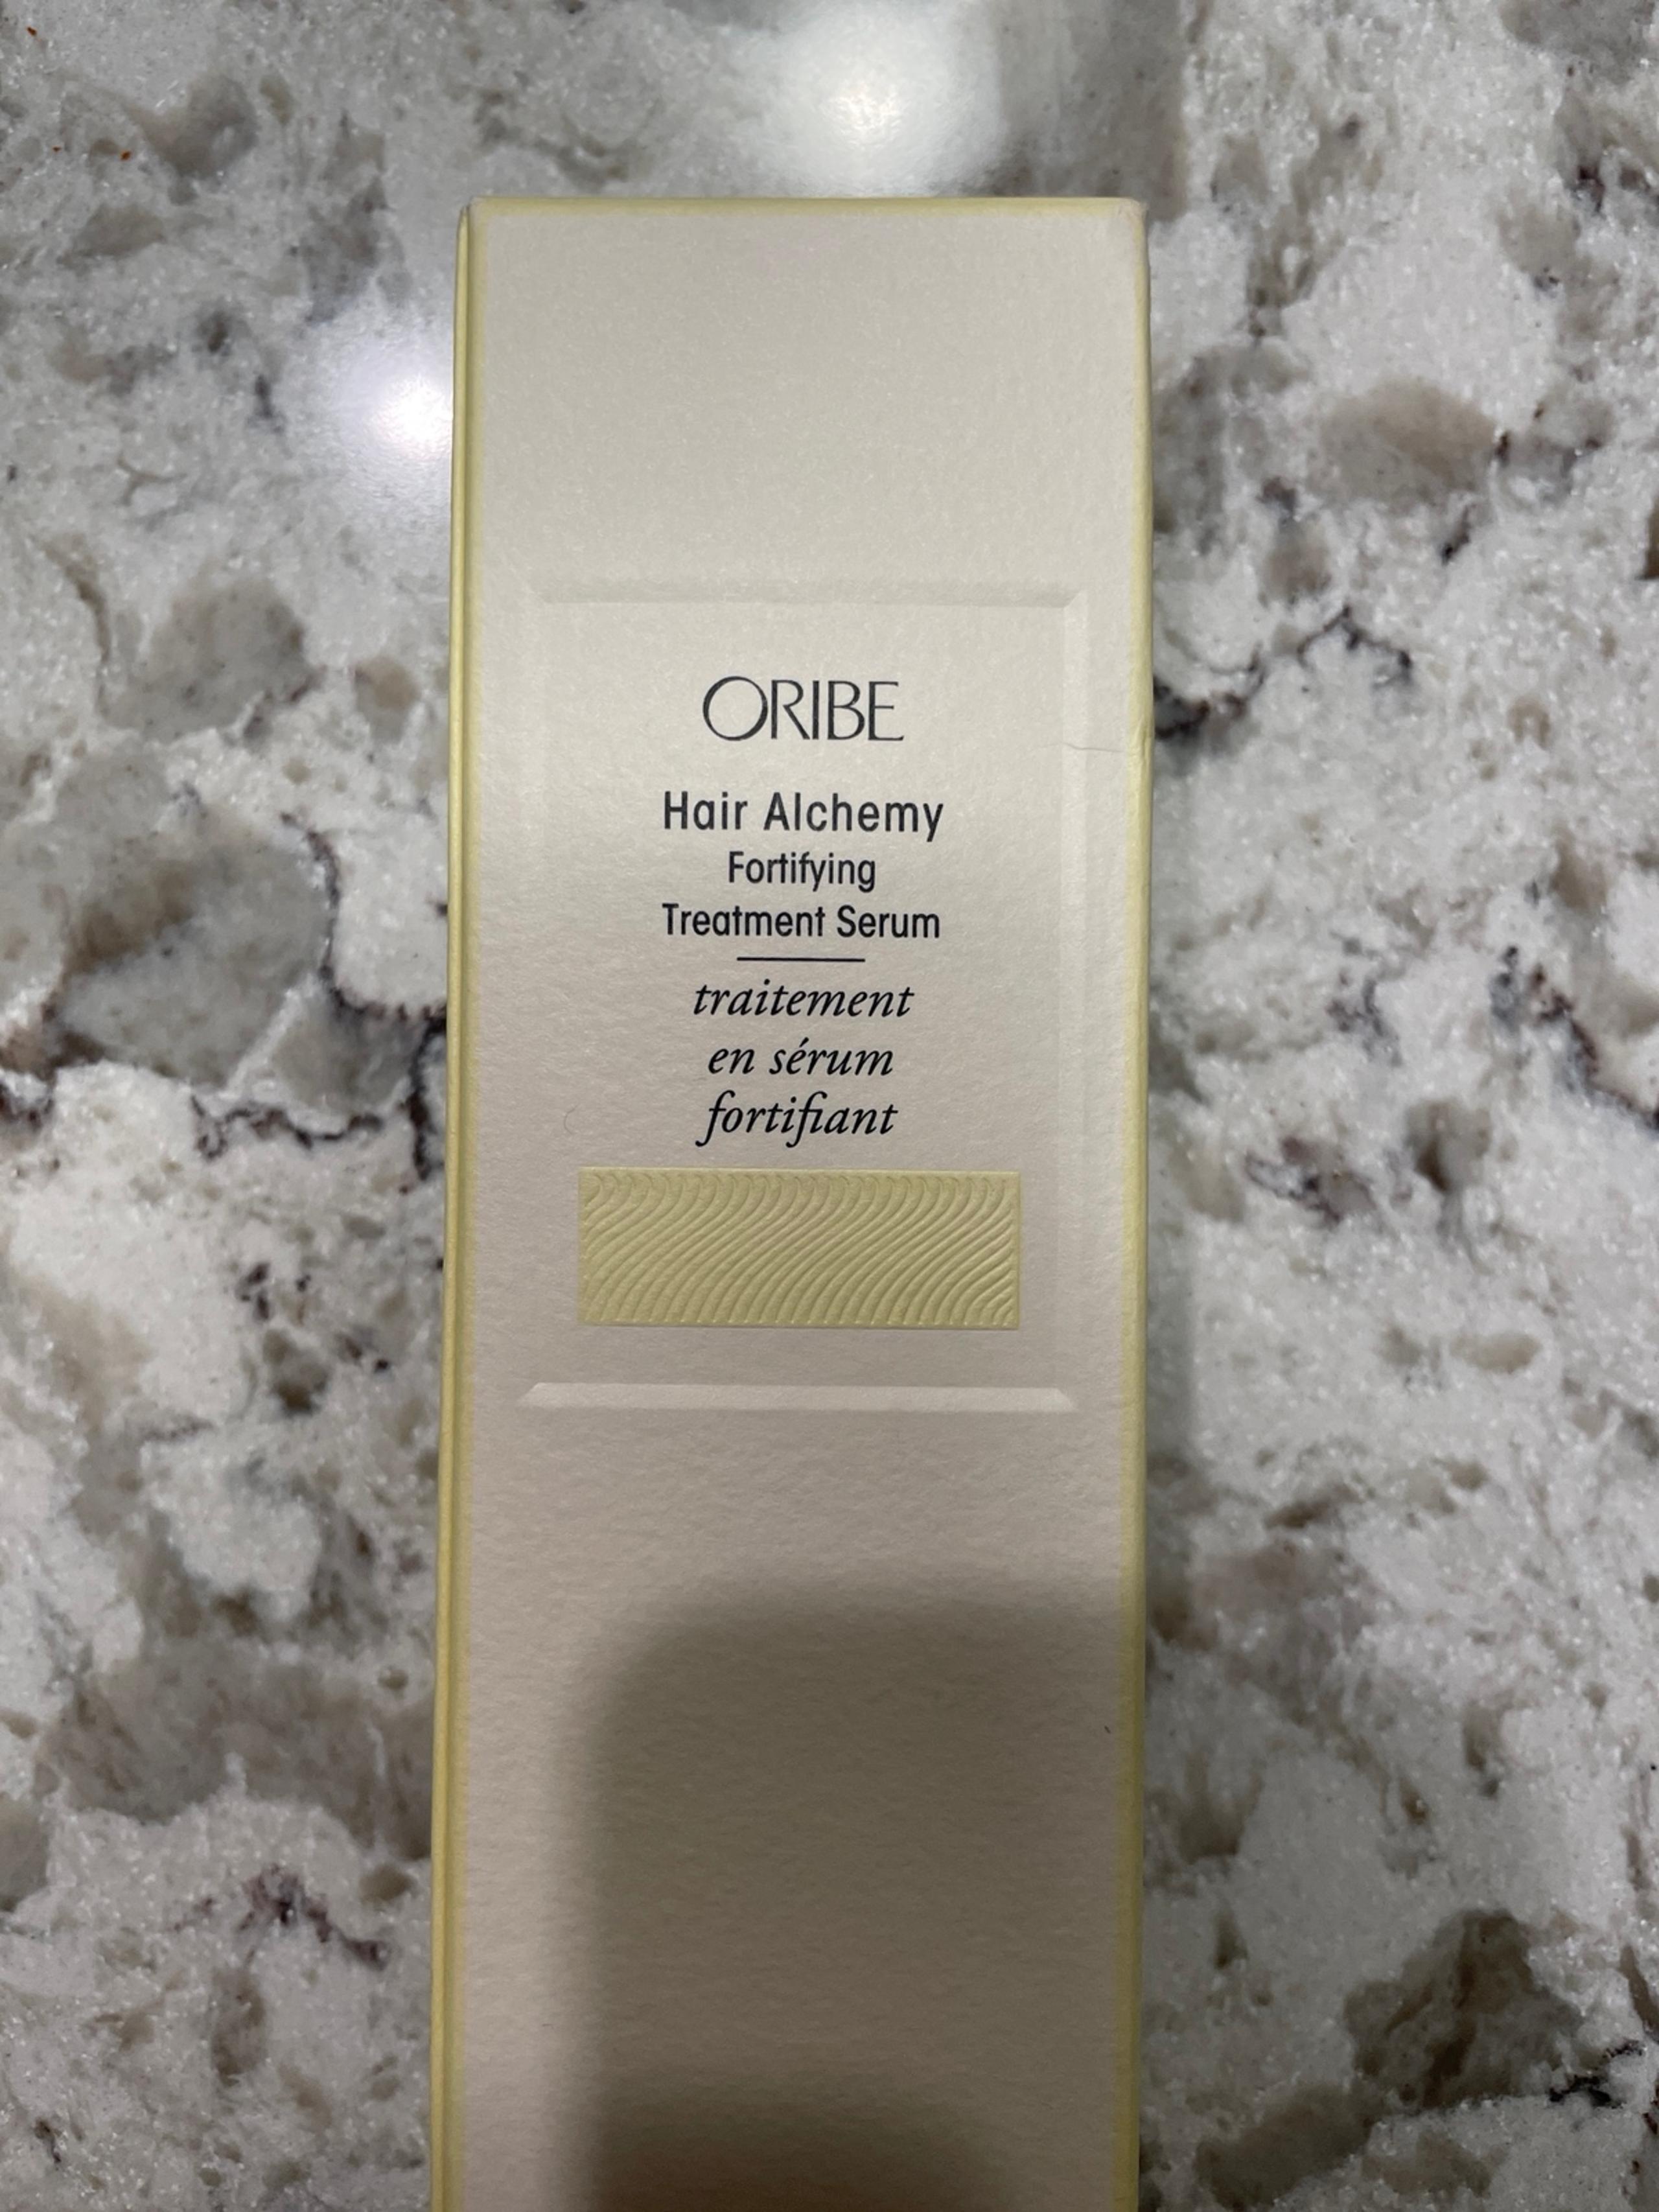 ORIBE
Hair Alchemy
Fortifying
Treatment Serum
traitement
en sérum
fortifiant